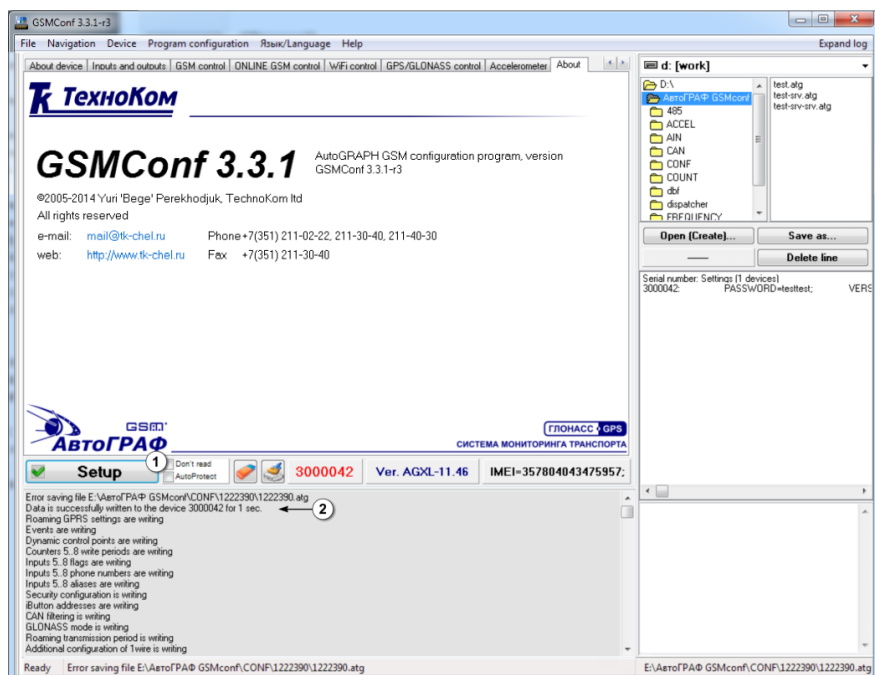 GSMConf 3.3.1-r3
File Navigation Device Program configuration Язык/Language Help Expand log
About device Inputs and outputs GSM control ONLINE GSM control WiFi control GPS/GLONASS control Accelerometer About
ТехноКом
GSMConf 3.3.1
AutoGRAPH GSM configuration program, version
GSMConf 3.3.1-r3
©2005-2014 Yuri 'Bege' Perekhodjuk, TechnoKom ltd
All rights reserved
e-mail: mail@tk-chel.ru Phone +7(351) 211-02-22, 211-30-40, 211-40-30
web: http://www.tk-chel.ru Fax +7(351) 211-30-40
GSM
АвтоГРАФ
ГЛОНАСС GPS
СИСТЕМА МОНИТОРИНГА ТРАНСПОРТА
1
Setup
Don't read
AutoProtect
3000042
Ver. AGXL-11.46
IMEI=357804043475957;
Error saving file E:\АвтоГРАФ GSMconf\CONF\1222390\1222390.atg
Data is successfully written to the device 3000042 for 1 sec.
2
Roaming GPRS settings are writing
Events are writing
Dynamic control points are writing
Counters 5..8 write periods are writing
Inputs 5..8 flags are writing
Inputs 5..8 phone numbers are writing
Inputs 5..8 aliases are writing
Security configuration is writing
iButton addresses are writing
CAN filtering is writing
GLONASS mode is writing
Roaming transmission period is writing
Additional configuration of 1wire is writing
Ready Error saving file E:\АвтоГРАФ GSMconf\CONF\1222390\1222390.atg
d: [work]
D:\
АвтоГРАФ GSMconf
485
ACCEL
AIN
CAN
CONF
COUNT
dbf
dispatcher
FREQUENCY
test.atg
test-srv.atg
test-srv-srv.atg
Open (Create)...
Save as...
Delete line
Serial number: Settings (1 devices)
3000042: PASSWORD=testtest; VERS
E:\АвтоГРАФ GSMconf\CONF\1222390\1222390.atg